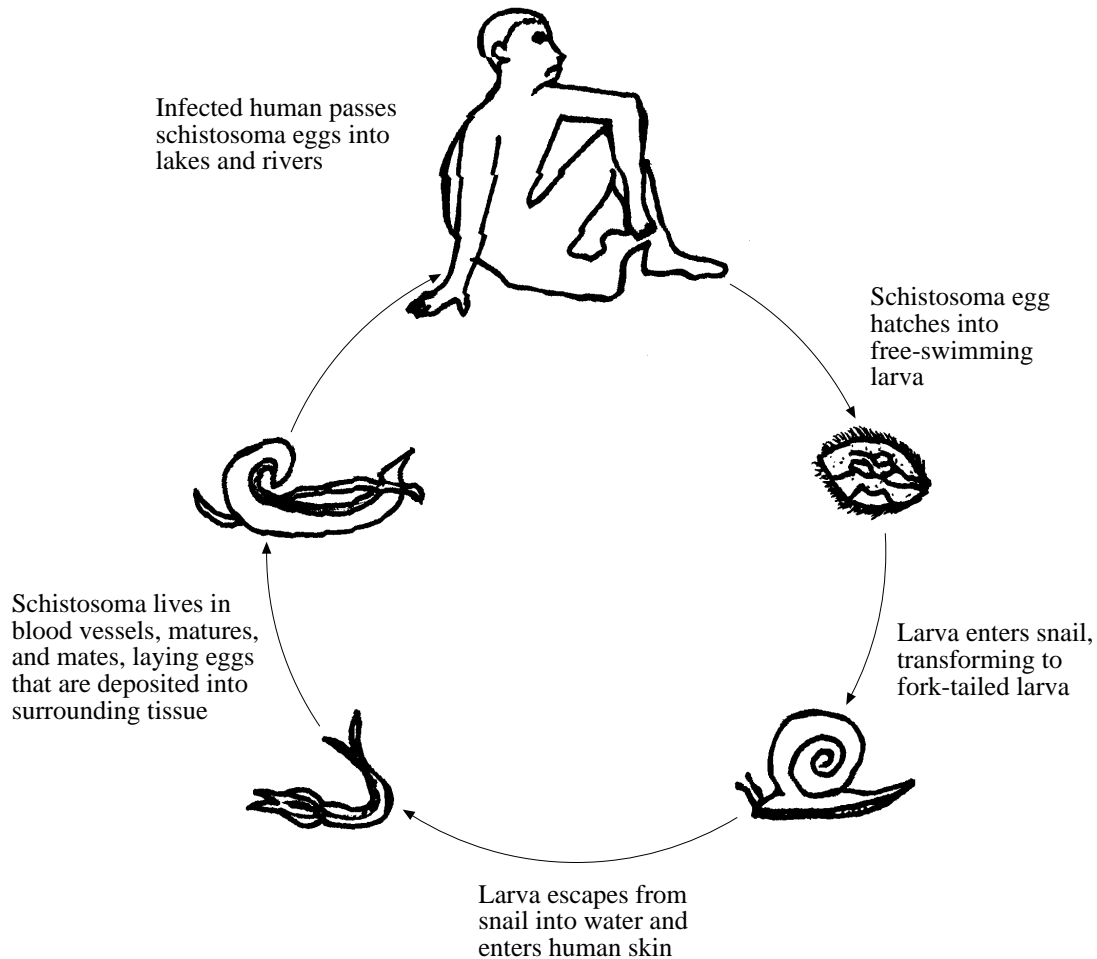 Infected human passes
schistosoma eggs into
lakes and rivers
Schistosoma egg
hatches into
free-swimming
larva
Larva enters snail,
transforming to
fork-tailed larva
Larva escapes from
snail into water and
enters human skin
Schistosoma lives in
blood vessels, matures,
and mates, laying eggs
that are deposited into
surrounding tissue